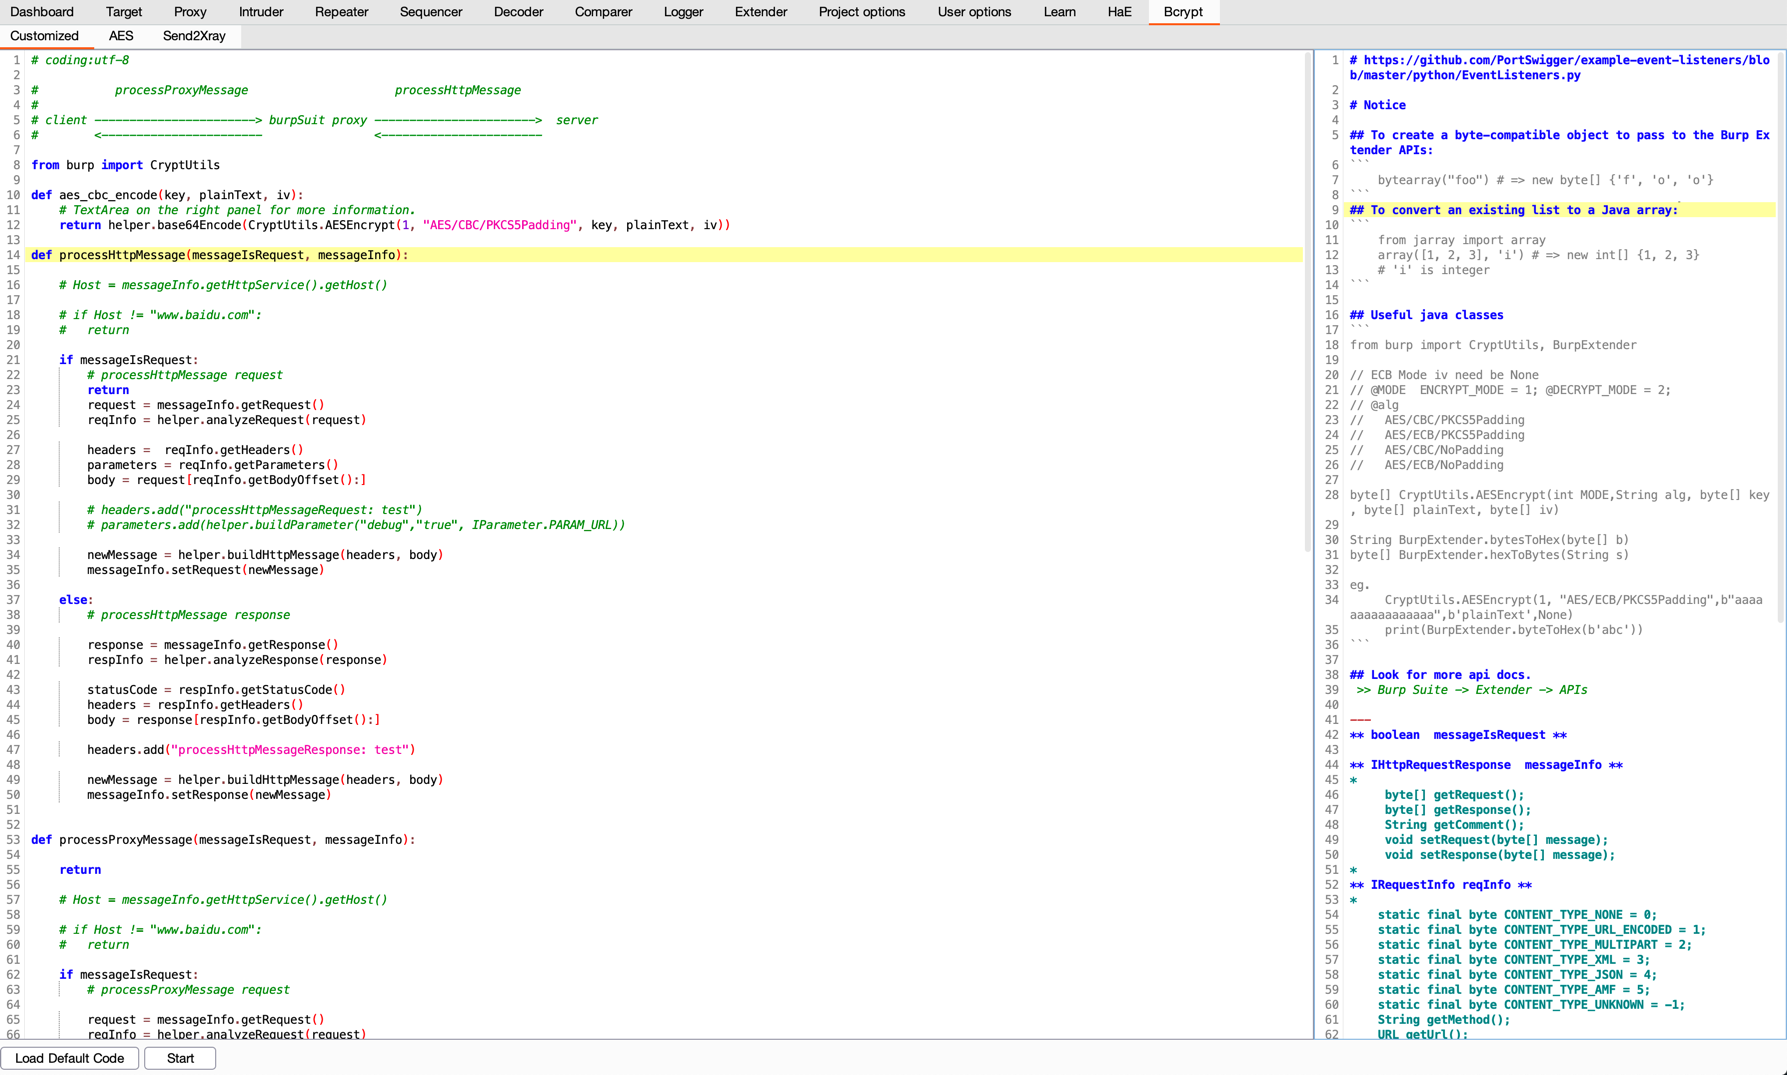 Dashboard Target Proxy Intruder Repeater Sequencer Decoder Comparer Logger Extender Project options User options Learn HaE Bcrypt
Customized AES Send2Xray
1 # coding:utf-8
2
3 # processProxyMessage processHttpMessage
4 #
5 # client -----------------------> burpSuit proxy -----------------------> server
6 # <----------------------- <-----------------------
7
8 from burp import CryptUtils
9
10 def aes_cbc_encode(key, plainText, iv):
11 # TextArea on the right panel for more information.
12 return helper.base64Encode(CryptUtils.AESEncrypt(1, "AES/CBC/PKCS5Padding", key, plainText, iv))
13
14 def processHttpMessage(messageIsRequest, messageInfo):
15
16 # Host = messageInfo.getHttpService().getHost()
17
18 # if Host != "www.baidu.com":
19 # return
20
21 if messageIsRequest:
22 # processHttpMessage request
23 return
24 request = messageInfo.getRequest()
25 reqInfo = helper.analyzeRequest(request)
26
27 headers = reqInfo.getHeaders()
28 parameters = reqInfo.getParameters()
29 body = request[reqInfo.getBodyOffset():]
30
31 # headers.add("processHttpMessageRequest: test")
32 # parameters.add(helper.buildParameter("debug","true", IParameter.PARAM_URL))
33
34 newMessage = helper.buildHttpMessage(headers, body)
35 messageInfo.setRequest(newMessage)
36
37 else:
38 # processHttpMessage response
39
40 response = messageInfo.getResponse()
41 respInfo = helper.analyzeResponse(response)
42
43 statusCode = respInfo.getStatusCode()
44 headers = respInfo.getHeaders()
45 body = response[respInfo.getBodyOffset():]
46
47 headers.add("processHttpMessageResponse: test")
48
49 newMessage = helper.buildHttpMessage(headers, body)
50 messageInfo.setResponse(newMessage)
51
52
53 def processProxyMessage(messageIsRequest, messageInfo):
54
55 return
56
57 # Host = messageInfo.getHttpService().getHost()
58
59 # if Host != "www.baidu.com":
60 # return
61
62 if messageIsRequest:
63 # processProxyMessage request
64
65 request = messageInfo.getRequest()
66 reqInfo = helper.analyzeRequest(request)
1 # https://github.com/PortSwigger/example-event-listeners/blo
b/master/python/EventListeners.py
2
3 # Notice
4
5 ## To create a byte-compatible object to pass to the Burp Ex
tender APIs:
6 ```
7 bytearray("foo") # => new byte[] {'f', 'o', 'o'}
8 ```
9 ## To convert an existing list to a Java array:
10 ```
11 from jarray import array
12 array([1, 2, 3], 'i') # => new int[] {1, 2, 3}
13 # 'i' is integer
14 ```
15
16 ## Useful java classes
17 ```
18 from burp import CryptUtils, BurpExtender
19
20 // ECB Mode iv need be None
21 // @MODE ENCRYPT_MODE = 1; @DECRYPT_MODE = 2;
22 // @alg
23 // AES/CBC/PKCS5Padding
24 // AES/ECB/PKCS5Padding
25 // AES/CBC/NoPadding
26 // AES/ECB/NoPadding
27
28 byte[] CryptUtils.AESEncrypt(int MODE,String alg, byte[] key
, byte[] plainText, byte[] iv)
29
30 String BurpExtender.bytesToHex(byte[] b)
31 byte[] BurpExtender.hexToBytes(String s)
32
33 eg.
34 CryptUtils.AESEncrypt(1, "AES/ECB/PKCS5Padding",b"aaaa
aaaaaaaaaaaa",b'plainText',None)
35 print(BurpExtender.byteToHex(b'abc'))
36 ```
37
38 ## Look for more api docs.
39 >> Burp Suite -> Extender -> APIs
40
41 ---
42 ** boolean messageIsRequest **
43
44 ** IHttpRequestResponse messageInfo **
45 *
46 byte[] getRequest();
47 byte[] getResponse();
48 String getComment();
49 void setRequest(byte[] message);
50 void setResponse(byte[] message);
51 *
52 ** IRequestInfo reqInfo **
53 *
54 static final byte CONTENT_TYPE_NONE = 0;
55 static final byte CONTENT_TYPE_URL_ENCODED = 1;
56 static final byte CONTENT_TYPE_MULTIPART = 2;
57 static final byte CONTENT_TYPE_XML = 3;
58 static final byte CONTENT_TYPE_JSON = 4;
59 static final byte CONTENT_TYPE_AMF = 5;
60 static final byte CONTENT_TYPE_UNKNOWN = -1;
61 String getMethod();
62 URL getUrl();
Load Default Code Start